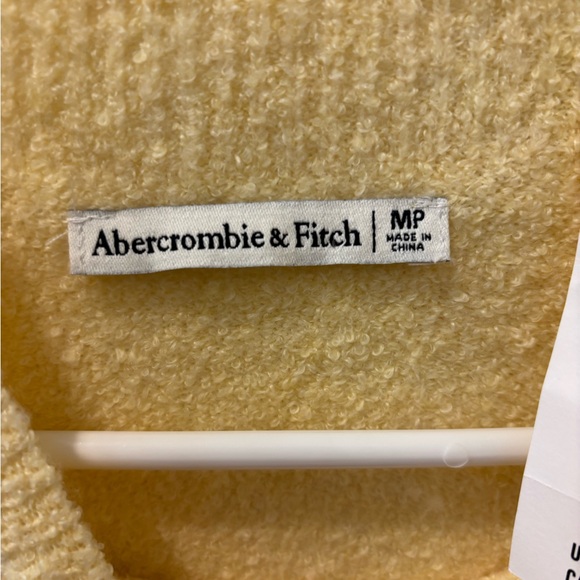 Abercrombie & Fitch | MP
MADE IN
CHINA